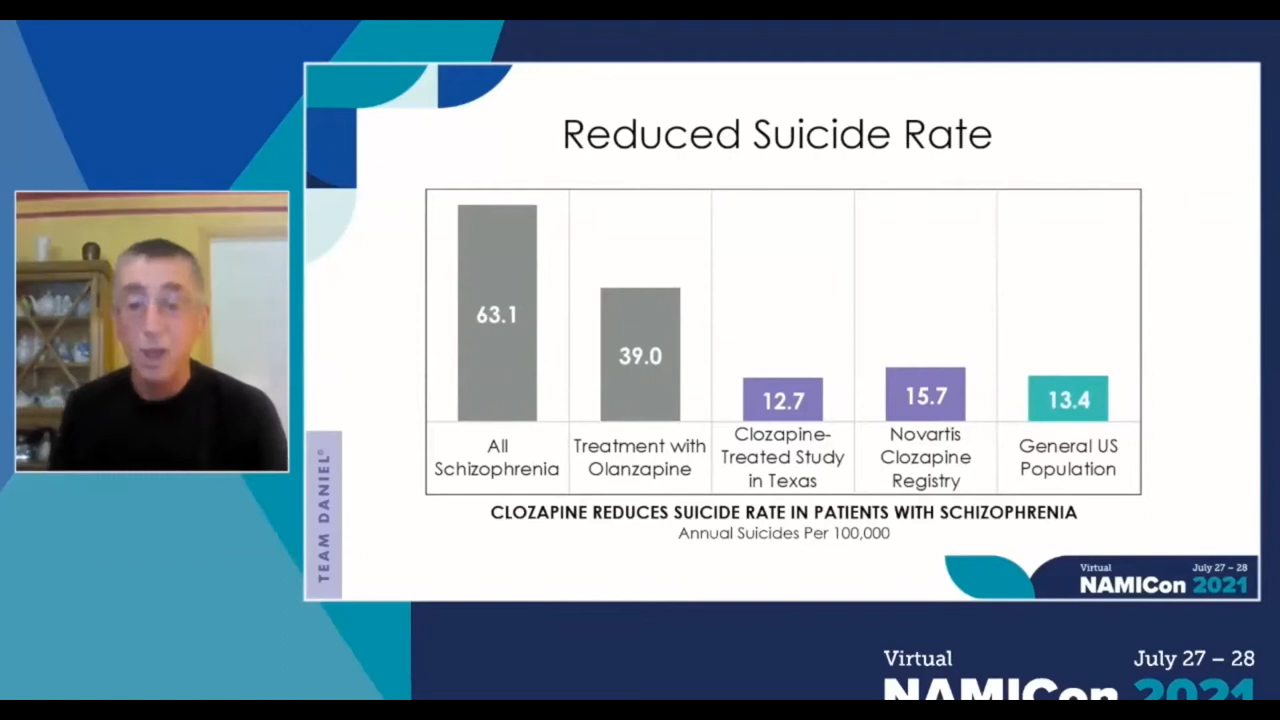 Reduced Suicide Rate
63.1
39.0
12.7
15.7
13.4
All
Schizophrenia
Treatment with
Olanzapine
Clozapine-
Treated Study
in Texas
Novartis
Clozapine
Registry
General US
Population
CLOZAPINE REDUCES SUICIDE RATE IN PATIENTS WITH SCHIZOPHRENIA
Annual Suicides Per 100,000
TEAM DANIEL©
Virtual July 27 – 28
NAMICon 2021
Virtual July 27 – 28
NAMICon 2021